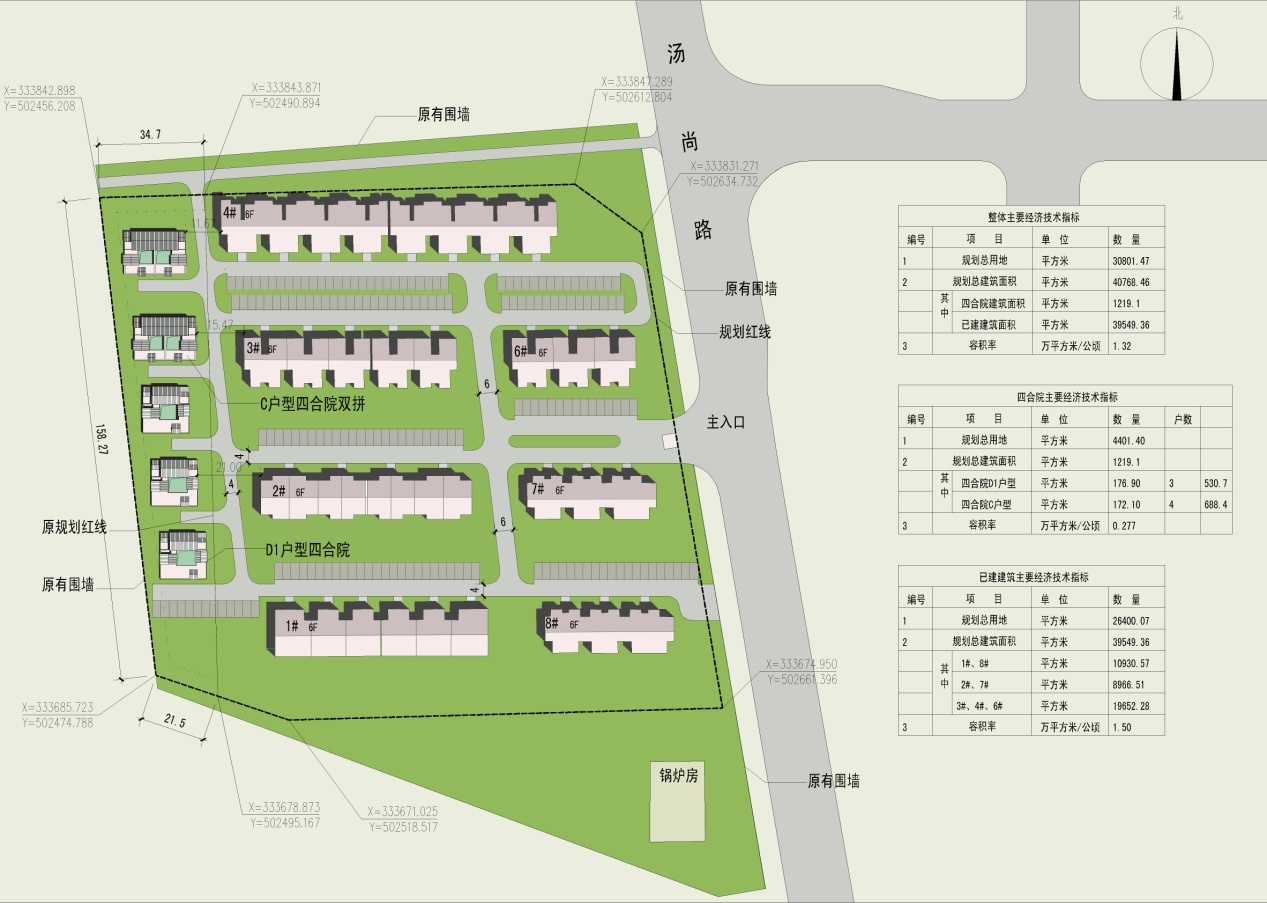 北
汤
尚
路
X=333842.898
Y=502456.208
X=333843.871
Y=502490.894
X=333847.289
Y=502612.804
原有围墙
34.7
X=333831.271
Y=502634.732
4# 6F
11.67
原有围墙
规划红线
15.47
3# 6F
6# 6F
6
C户型四合院双拼
主入口
158.27
4
21.00
4
2# 6F
7# 6F
原规划红线
6
D1户型四合院
原有围墙
4
1# 6F
8# 6F
X=333674.950
Y=502661.396
X=333685.723
Y=502474.788
21.5
锅炉房
原有围墙
X=333678.873
Y=502495.167
X=333671.025
Y=502518.517
整体主要经济技术指标
编号 项 目 单 位 数 量
1 规划总用地 平方米 30801.47
2 规划总建筑面积 平方米 40768.46
其中 四合院建筑面积 平方米 1219.1
已建建筑面积 平方米 39549.36
3 容积率 万平方米/公顷 1.32
四合院主要经济技术指标
编号 项 目 单 位 数 量 户数
1 规划总用地 平方米 4401.40
2 规划总建筑面积 平方米 1219.1
其中 四合院D1户型 平方米 176.90 3 530.7
四合院C户型 平方米 172.10 4 688.4
3 容积率 万平方米/公顷 0.277
已建建筑主要经济技术指标
编号 项 目 单 位 数 量
1 规划总用地 平方米 26400.07
2 规划总建筑面积 平方米 39549.36
其中 1#、8# 平方米 10930.57
2#、7# 平方米 8966.51
3#、4#、6# 平方米 19652.28
3 容积率 万平方米/公顷 1.50